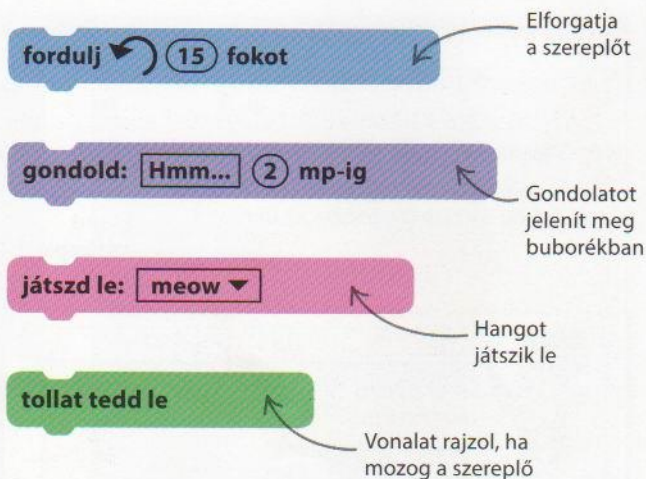 Elforgatja
a szereplőt
fordulj 15 fokot
gondold: Hmm... 2 mp-ig
Gondolatot
jelenít meg
buborékban
játszd le: meow
Hangot
játszik le
tollat tedd le
Vonalat rajzol, ha
mozog a szereplő